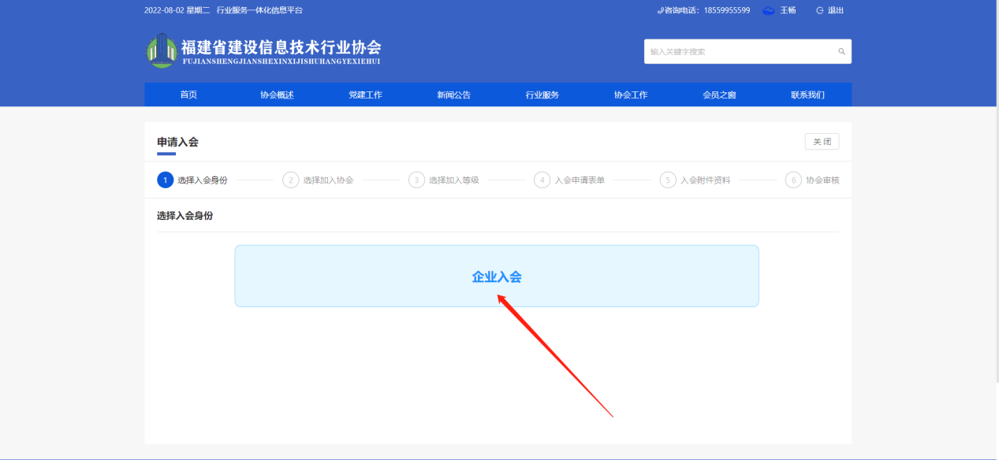 2022-08-02 星期二 行业服务一体化信息平台
咨询电话：18559955599 王杨 退出
福建省建设信息技术行业协会
FUJIANSHENGJIANSHEXINXIJISHUHANGYEXIEHUI
输入关键字搜索
首页 协会概述 党建工作 新闻公告 行业服务 协会工作 会员之窗 联系我们
申请入会
关 闭
1 选择入会身份 2 选择加入协会 3 选择加入等级 4 入会申请表单 5 入会附件资料 6 协会审核
选择入会身份
企业入会